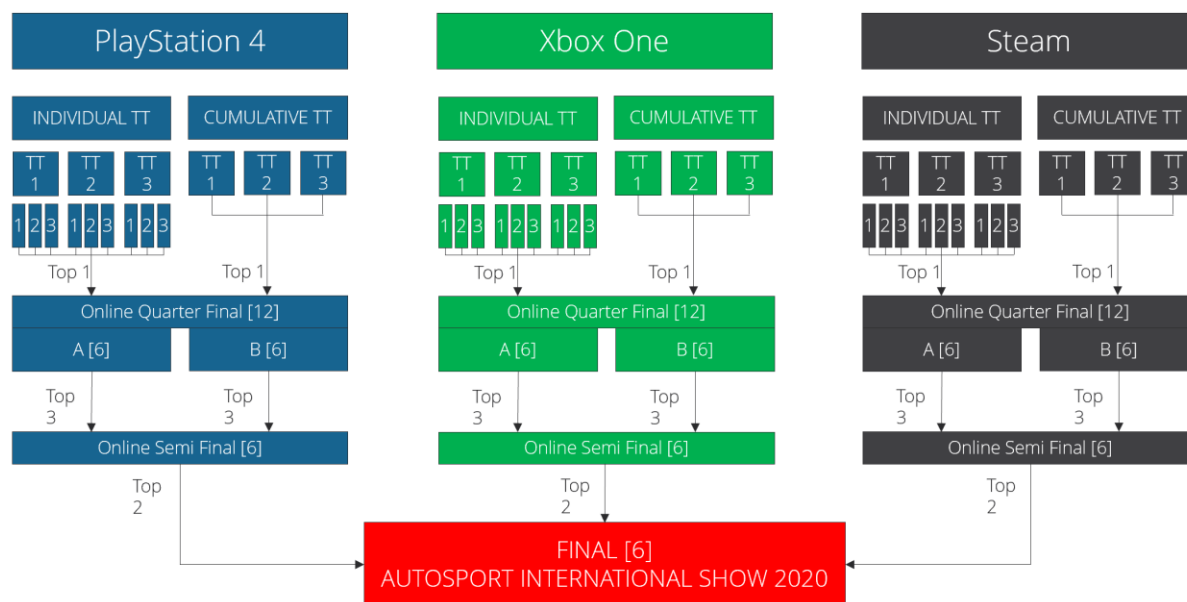 PlayStation 4
Xbox One
Steam
INDIVIDUAL TT
CUMULATIVE TT
INDIVIDUAL TT
CUMULATIVE TT
INDIVIDUAL TT
CUMULATIVE TT
TT 1
TT 2
TT 3
TT 1
TT 2
TT 3
TT 1
TT 2
TT 3
TT 1
TT 2
TT 3
TT 1
TT 2
TT 3
TT 1
TT 2
TT 3
1 2 3
1 2 3
1 2 3
1 2 3
1 2 3
1 2 3
1 2 3
1 2 3
1 2 3
Top 1
Top 1
Top 1
Top 1
Top 1
Top 1
Online Quarter Final [12]
Online Quarter Final [12]
Online Quarter Final [12]
A [6]
B [6]
A [6]
B [6]
A [6]
B [6]
Top 3
Top 3
Top 3
Top 3
Top 3
Top 3
Online Semi Final [6]
Online Semi Final [6]
Online Semi Final [6]
Top 2
Top 2
Top 2
FINAL [6]
AUTOSPORT INTERNATIONAL SHOW 2020